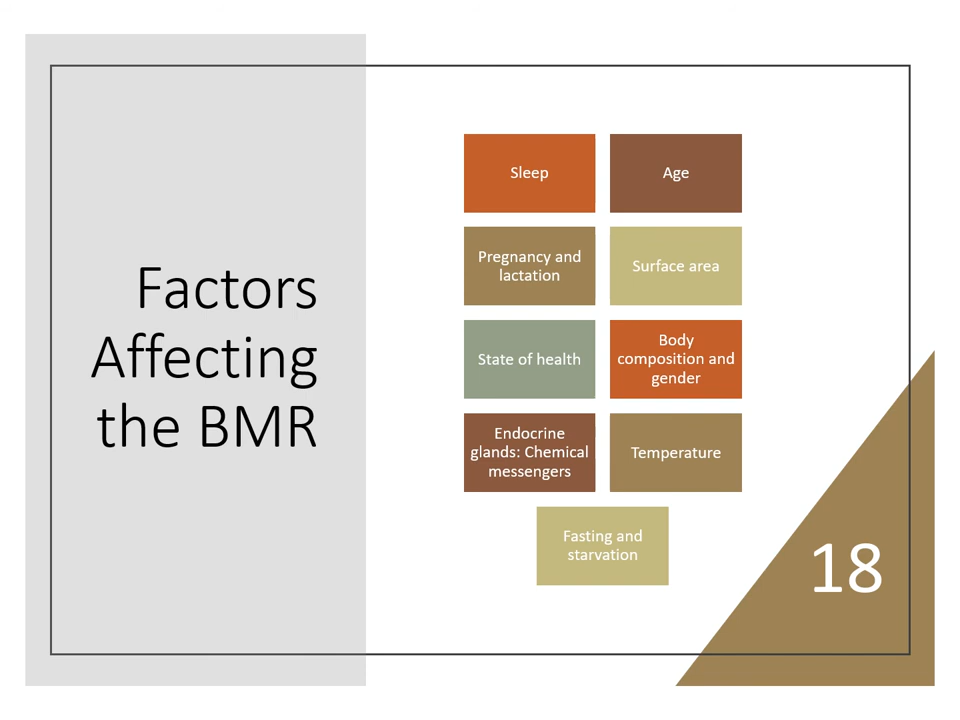 Factors
Affecting
the BMR
Sleep
Age
Pregnancy and
lactation
Surface area
State of health
Body
composition and
gender
Endocrine
glands: Chemical
messengers
Temperature
Fasting and
starvation
18